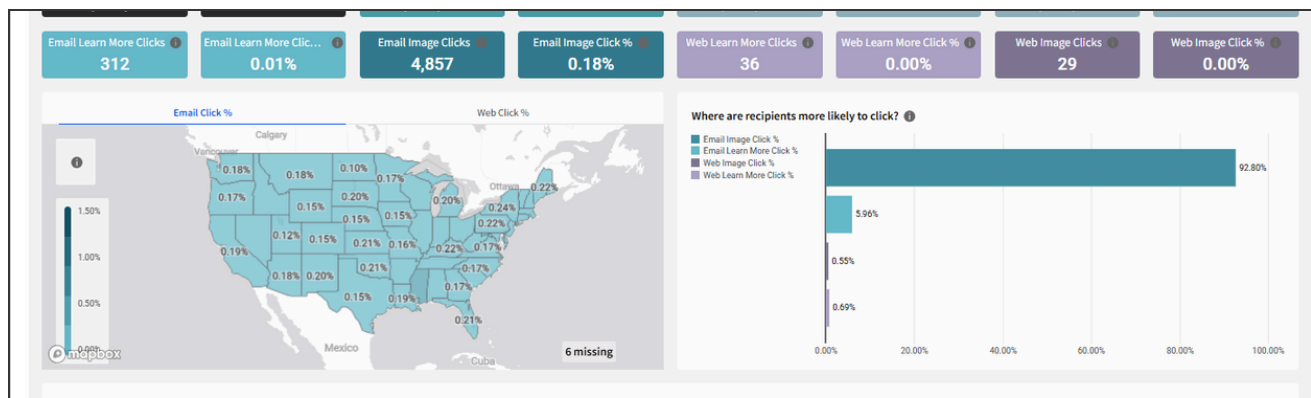 Email Learn More Clicks
Email Learn More Clic...
Email Image Clicks
Email Image Click %
Web Learn More Clicks
Web Learn More Click %
Web Image Clicks
Web Image Click %
312
0.01%
4,857
0.18%
36
0.00%
29
0.00%
Email Click %
Web Click %
Calgary
Vancouver
Ottawa
0.18%
0.18%
0.10%
0.17%
0.22%
0.17%
0.15%
0.20%
0.20%
0.24%
0.15%
0.15%
0.22%
0.19%
0.12%
0.15%
0.21%
0.16%
0.22%
0.17%
0.18%
0.20%
0.21%
0.17%
0.15%
0.19%
0.17%
0.21%
Mexico
Cuba
1.50%
1.00%
0.50%
0.00%
mapbox
6 missing
Where are recipients more likely to click?
Email Image Click %
Email Learn More Click %
Web Image Click %
Web Learn More Click %
92.80%
5.96%
0.55%
0.69%
0.00%
20.00%
40.00%
60.00%
80.00%
100.00%